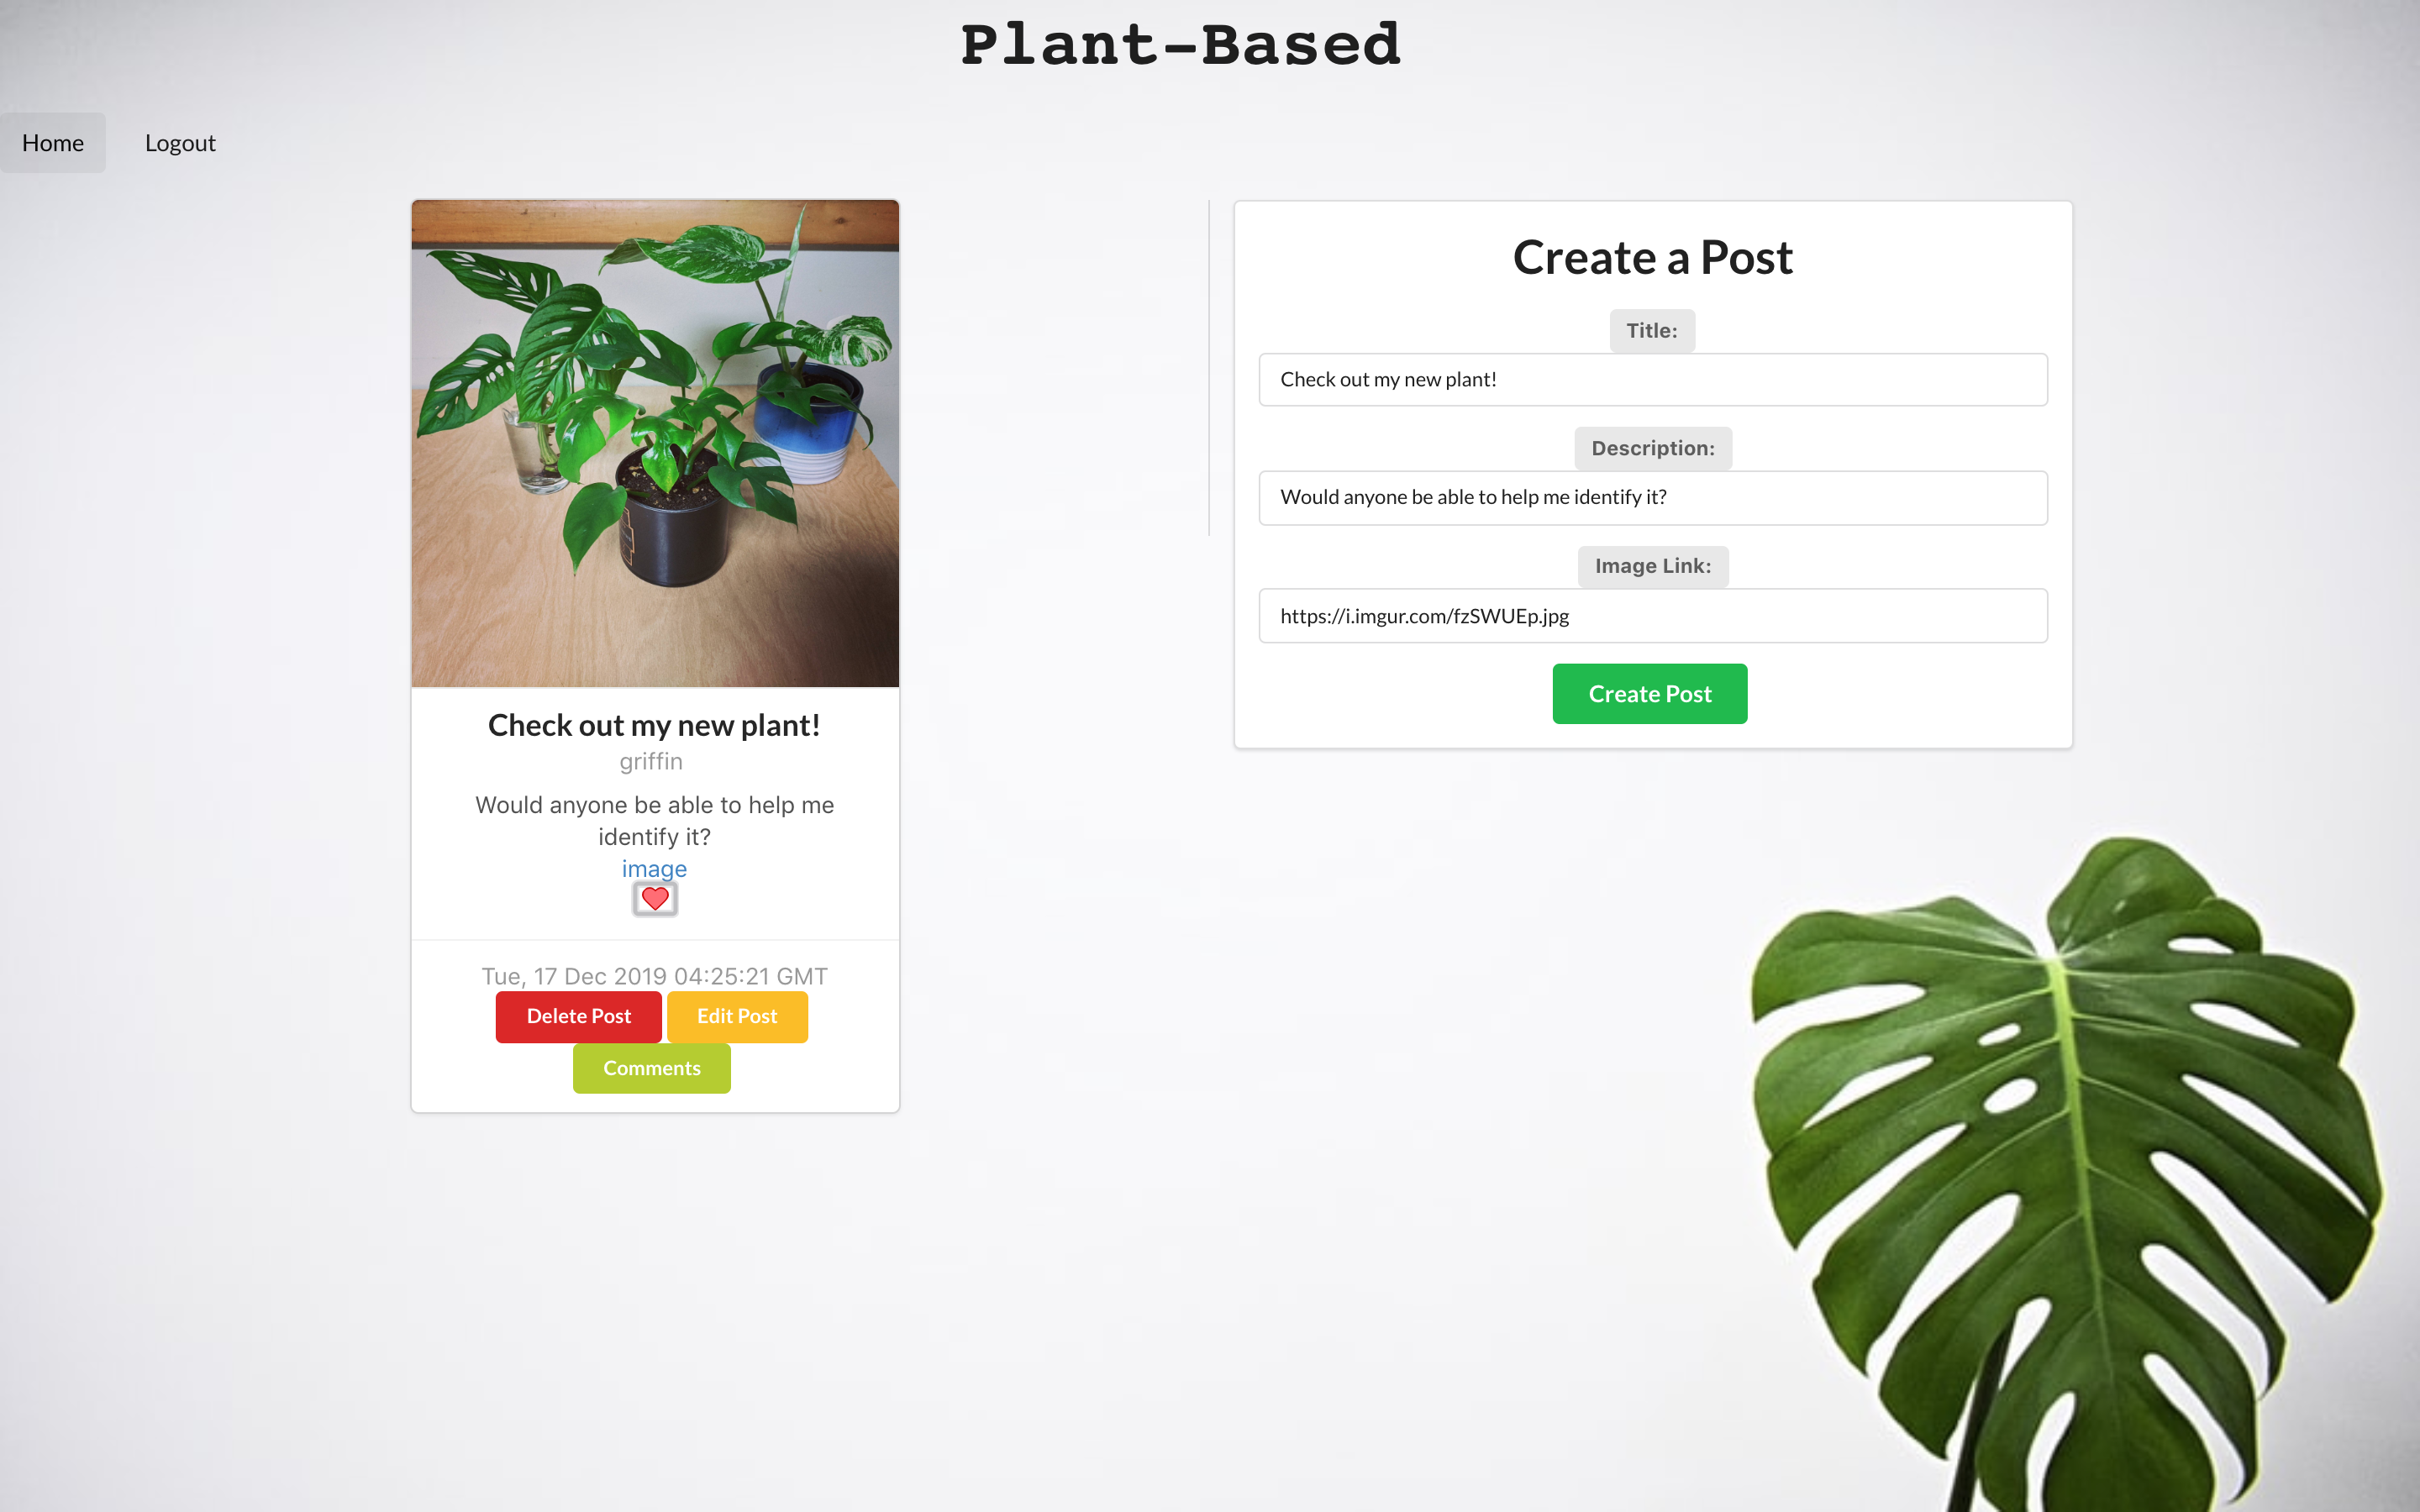 Plant-Based
Home
Logout
Check out my new plant!
griffin
Would anyone be able to help me
identify it?
image
Tue, 17 Dec 2019 04:25:21 GMT
Delete Post
Edit Post
Comments
Create a Post
Title:
Check out my new plant!
Description:
Would anyone be able to help me identify it?
Image Link:
https://i.imgur.com/fzSWUEp.jpg
Create Post